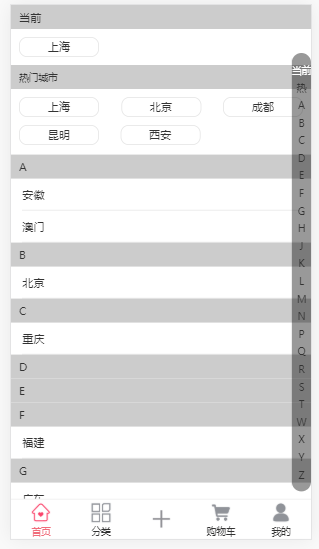 当前
上海
热门城市
上海 北京 成都
昆明 西安
A
安徽
澳门
B
北京
C
重庆
D
E
F
福建
G
广东
当前
热
A
B
C
D
E
F
G
H
J
K
L
M
N
P
Q
R
S
T
W
X
Y
Z
首页 分类 购物车 我的